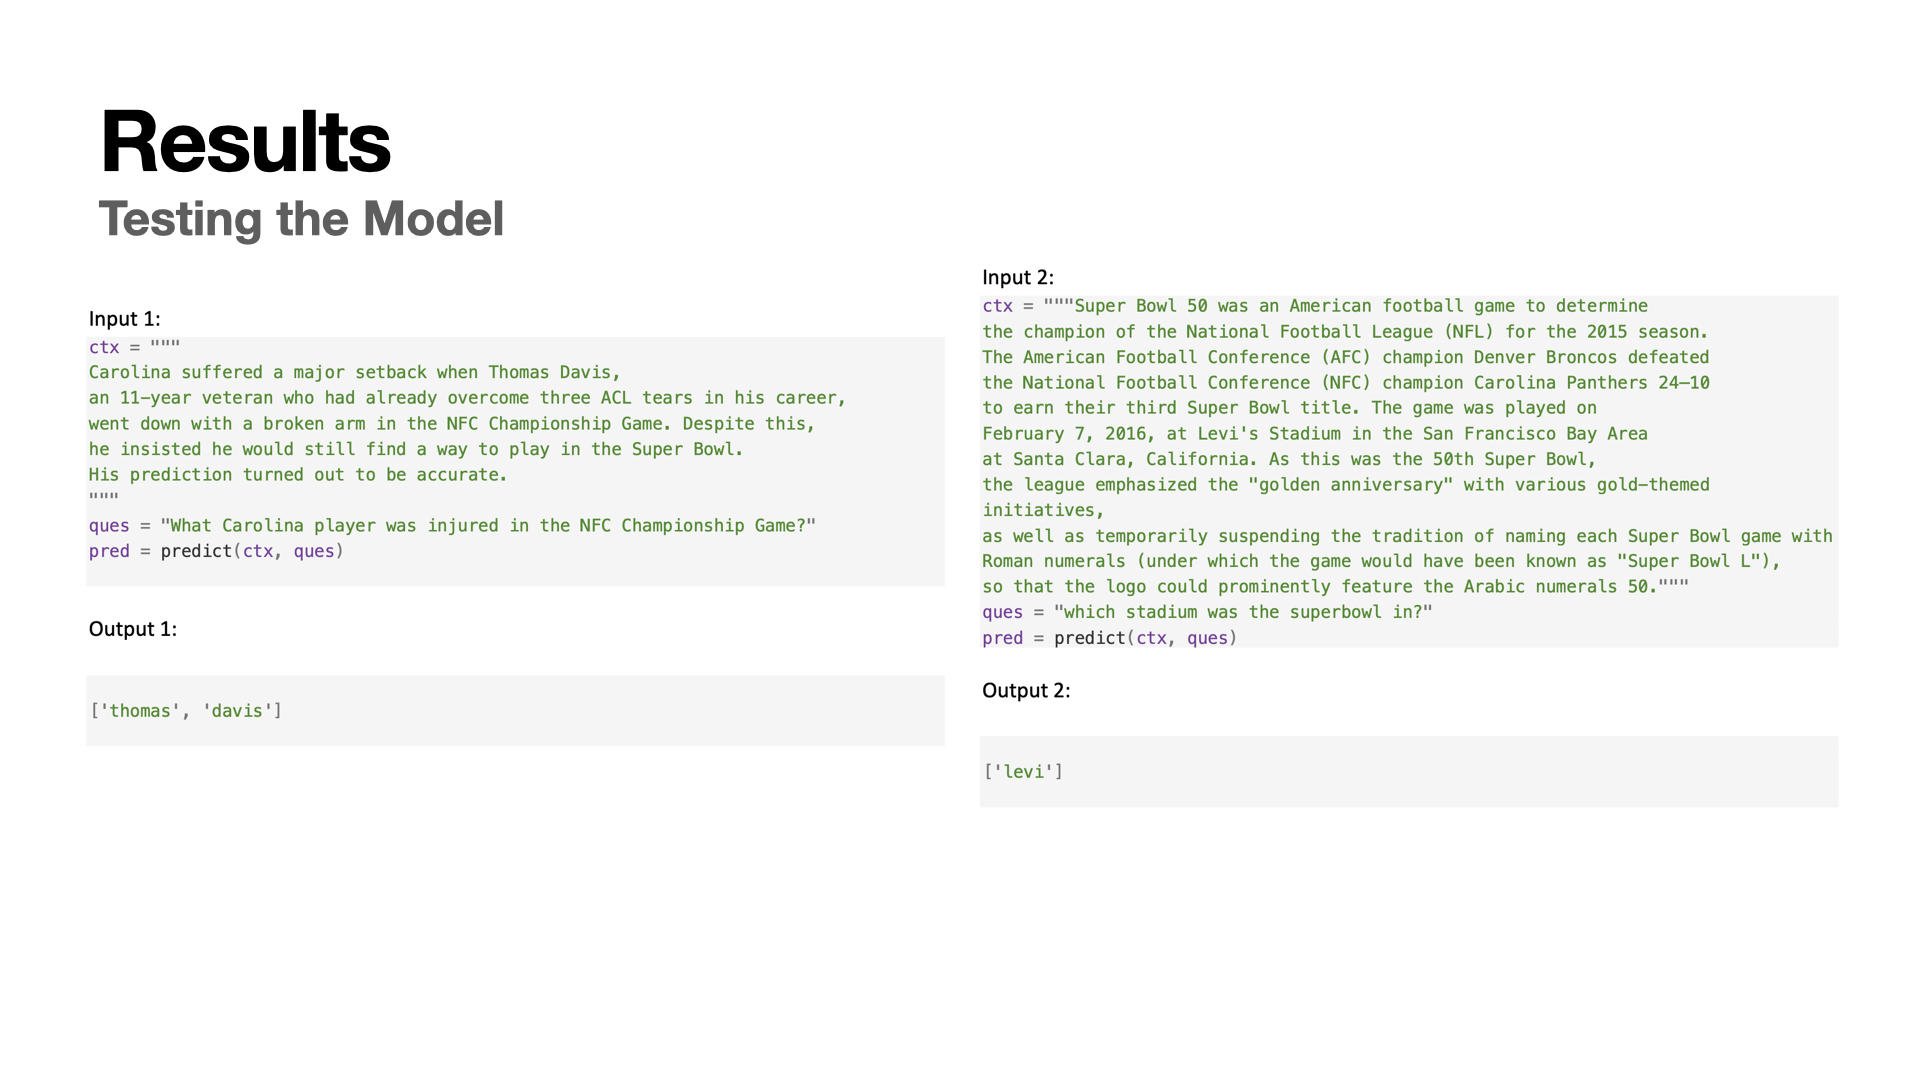 Results
Testing the Model
Input 1:
ctx = """
Carolina suffered a major setback when Thomas Davis,
an 11-year veteran who had already overcome three ACL tears in his career,
went down with a broken arm in the NFC Championship Game. Despite this,
he insisted he would still find a way to play in the Super Bowl.
His prediction turned out to be accurate.
"""
ques = "What Carolina player was injured in the NFC Championship Game?"
pred = predict(ctx, ques)
Output 1:
['thomas', 'davis']
Input 2:
ctx = """Super Bowl 50 was an American football game to determine
the champion of the National Football League (NFL) for the 2015 season.
The American Football Conference (AFC) champion Denver Broncos defeated
the National Football Conference (NFC) champion Carolina Panthers 24–10
to earn their third Super Bowl title. The game was played on
February 7, 2016, at Levi's Stadium in the San Francisco Bay Area
at Santa Clara, California. As this was the 50th Super Bowl,
the league emphasized the "golden anniversary" with various gold-themed
initiatives,
as well as temporarily suspending the tradition of naming each Super Bowl game with
Roman numerals (under which the game would have been known as "Super Bowl L"),
so that the logo could prominently feature the Arabic numerals 50."""
ques = "which stadium was the superbowl in?"
pred = predict(ctx, ques)
Output 2:
['levi']